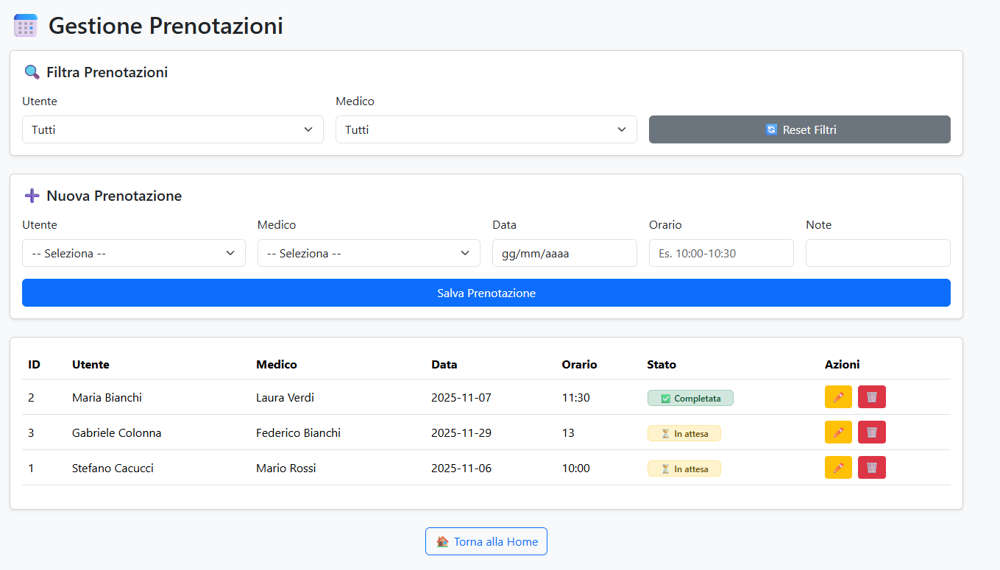 Gestione Prenotazioni
Filtra Prenotazioni
Utente Medico
Tutti Tutti Reset Filtri
Nuova Prenotazione
Utente Medico Data Orario Note
-- Seleziona -- -- Seleziona -- gg/mm/aaaa Es. 10:00-10:30
Salva Prenotazione
ID Utente Medico Data Orario Stato Azioni
2 Maria Bianchi Laura Verdi 2025-11-07 11:30 Completata
3 Gabriele Colonna Federico Bianchi 2025-11-29 13 In attesa
1 Stefano Cacucci Mario Rossi 2025-11-06 10:00 In attesa
Torna alla Home